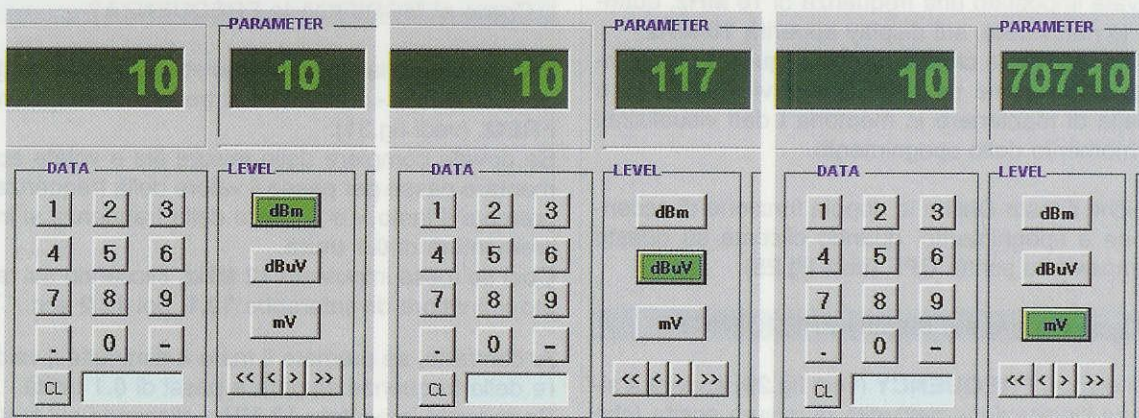 PARAMETER
10
10
DATA
LEVEL
1 2 3
dBm
4 5 6
dBuV
7 8 9
mV
. 0 -
<< < > >>
CL
PARAMETER
10
117
DATA
LEVEL
1 2 3
dBm
4 5 6
dBuV
7 8 9
mV
. 0 -
<< < > >>
CL
PARAMETER
10
707.10
DATA
LEVEL
1 2 3
dBm
4 5 6
dBuV
7 8 9
mV
. 0 -
<< < > >>
CL